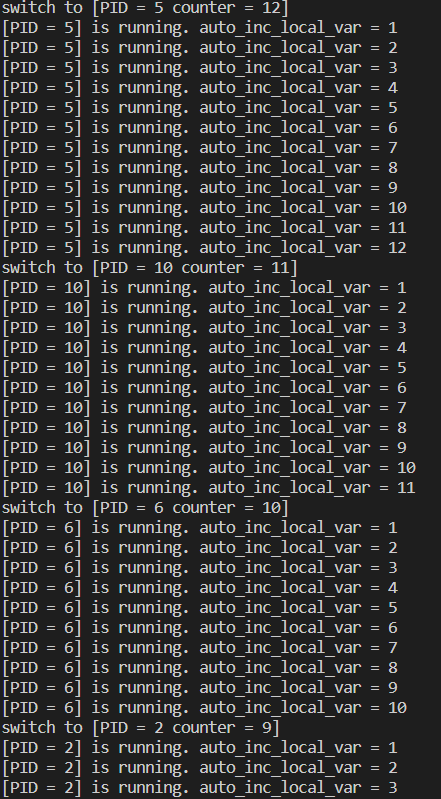 switch to [PID = 5 counter = 12]
[PID = 5] is running. auto_inc_local_var = 1
[PID = 5] is running. auto_inc_local_var = 2
[PID = 5] is running. auto_inc_local_var = 3
[PID = 5] is running. auto_inc_local_var = 4
[PID = 5] is running. auto_inc_local_var = 5
[PID = 5] is running. auto_inc_local_var = 6
[PID = 5] is running. auto_inc_local_var = 7
[PID = 5] is running. auto_inc_local_var = 8
[PID = 5] is running. auto_inc_local_var = 9
[PID = 5] is running. auto_inc_local_var = 10
[PID = 5] is running. auto_inc_local_var = 11
[PID = 5] is running. auto_inc_local_var = 12
switch to [PID = 10 counter = 11]
[PID = 10] is running. auto_inc_local_var = 1
[PID = 10] is running. auto_inc_local_var = 2
[PID = 10] is running. auto_inc_local_var = 3
[PID = 10] is running. auto_inc_local_var = 4
[PID = 10] is running. auto_inc_local_var = 5
[PID = 10] is running. auto_inc_local_var = 6
[PID = 10] is running. auto_inc_local_var = 7
[PID = 10] is running. auto_inc_local_var = 8
[PID = 10] is running. auto_inc_local_var = 9
[PID = 10] is running. auto_inc_local_var = 10
[PID = 10] is running. auto_inc_local_var = 11
switch to [PID = 6 counter = 10]
[PID = 6] is running. auto_inc_local_var = 1
[PID = 6] is running. auto_inc_local_var = 2
[PID = 6] is running. auto_inc_local_var = 3
[PID = 6] is running. auto_inc_local_var = 4
[PID = 6] is running. auto_inc_local_var = 5
[PID = 6] is running. auto_inc_local_var = 6
[PID = 6] is running. auto_inc_local_var = 7
[PID = 6] is running. auto_inc_local_var = 8
[PID = 6] is running. auto_inc_local_var = 9
[PID = 6] is running. auto_inc_local_var = 10
switch to [PID = 2 counter = 9]
[PID = 2] is running. auto_inc_local_var = 1
[PID = 2] is running. auto_inc_local_var = 2
[PID = 2] is running. auto_inc_local_var = 3